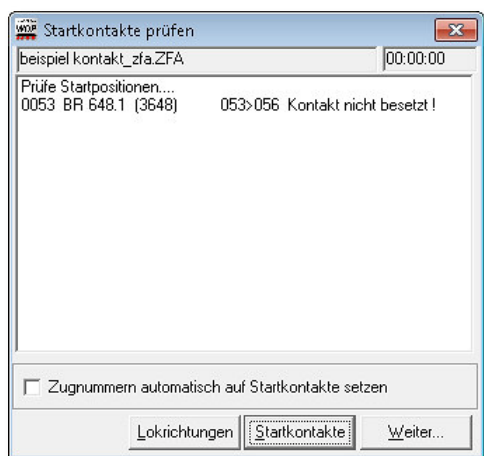 WDP Startkontakte prüfen
beispiel kontakt_zfa.ZFA 00:00:00
Prüfe Startpositionen....
0053 BR 648.1 (3648) 053>056 Kontakt nicht besetzt !
Zugnummern automatisch auf Startkontakte setzen
Lokrichtungen Startkontakte Weiter...